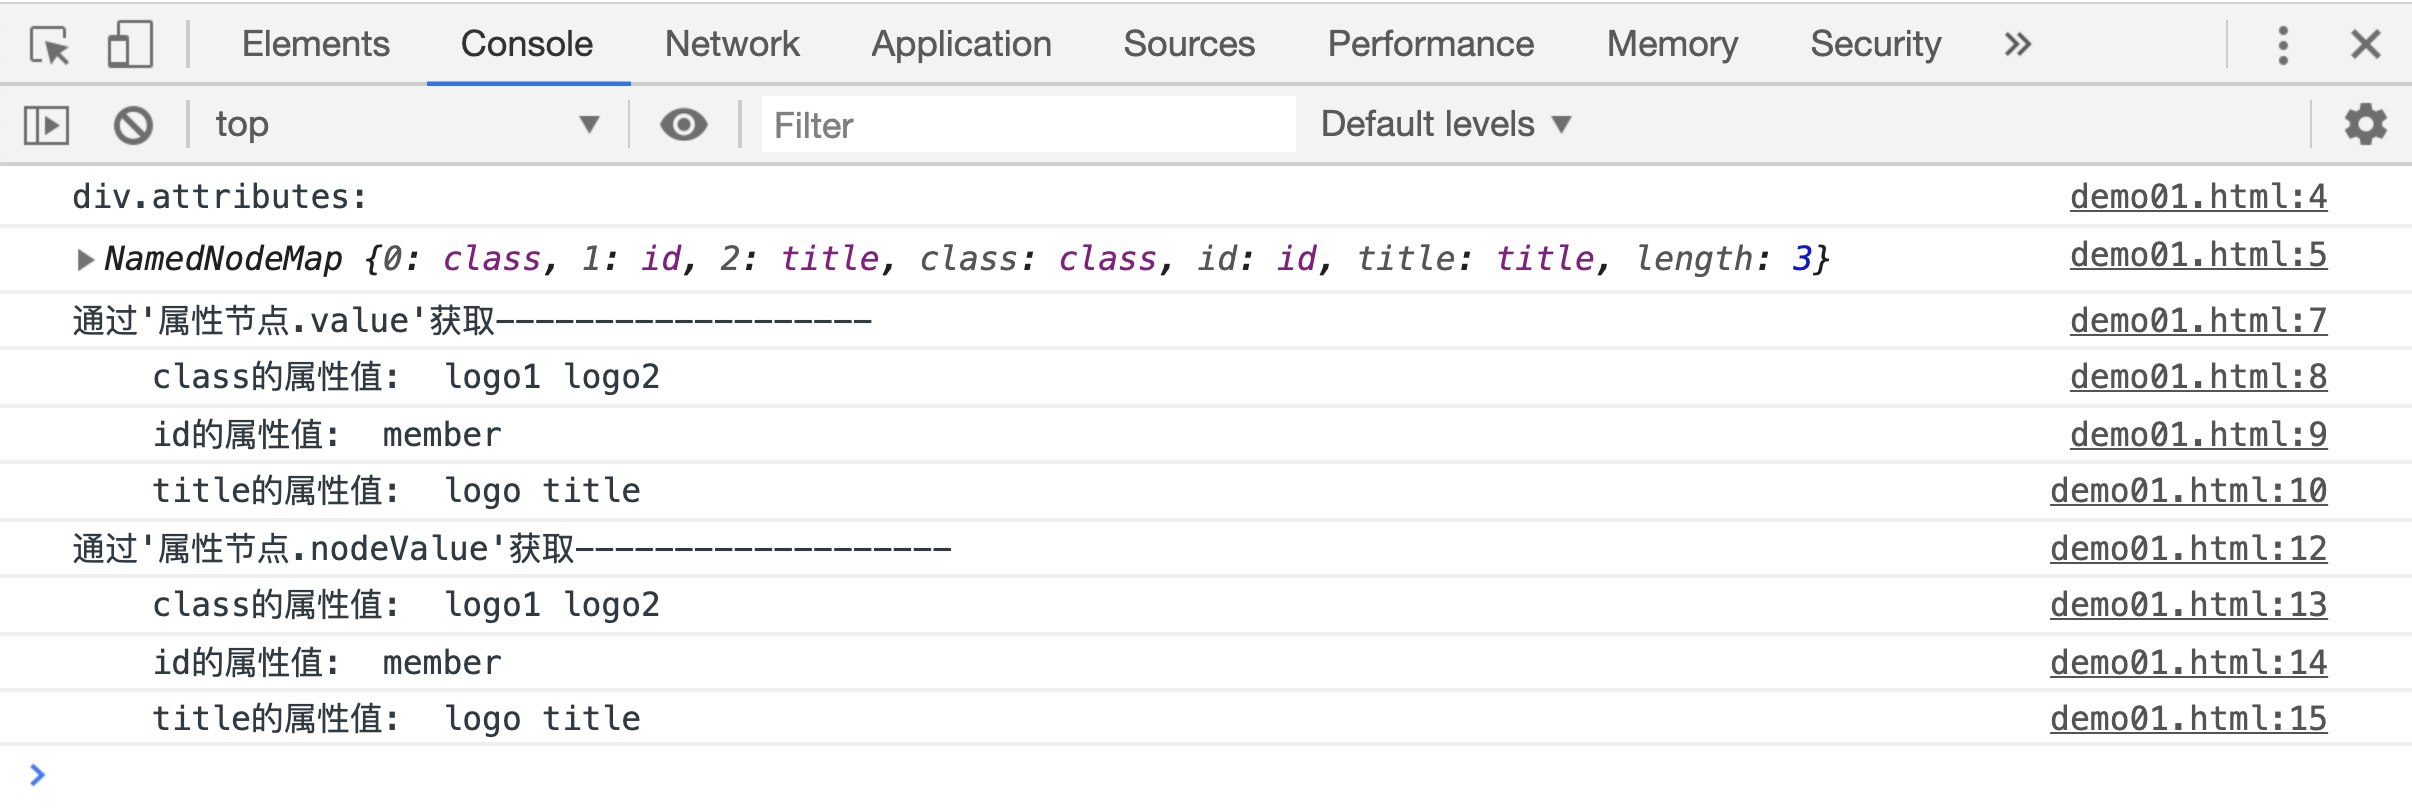 Elements Console Network Application Sources Performance Memory Security
top Filter Default levels
div.attributes: demo01.html:4
NamedNodeMap {0: class, 1: id, 2: title, class: class, id: id, title: title, length: 3} demo01.html:5
通过'属性节点.value'获取------------------- demo01.html:7
class的属性值: logo1 logo2 demo01.html:8
id的属性值: member demo01.html:9
title的属性值: logo title demo01.html:10
通过'属性节点.nodeValue'获取------------------- demo01.html:12
class的属性值: logo1 logo2 demo01.html:13
id的属性值: member demo01.html:14
title的属性值: logo title demo01.html:15